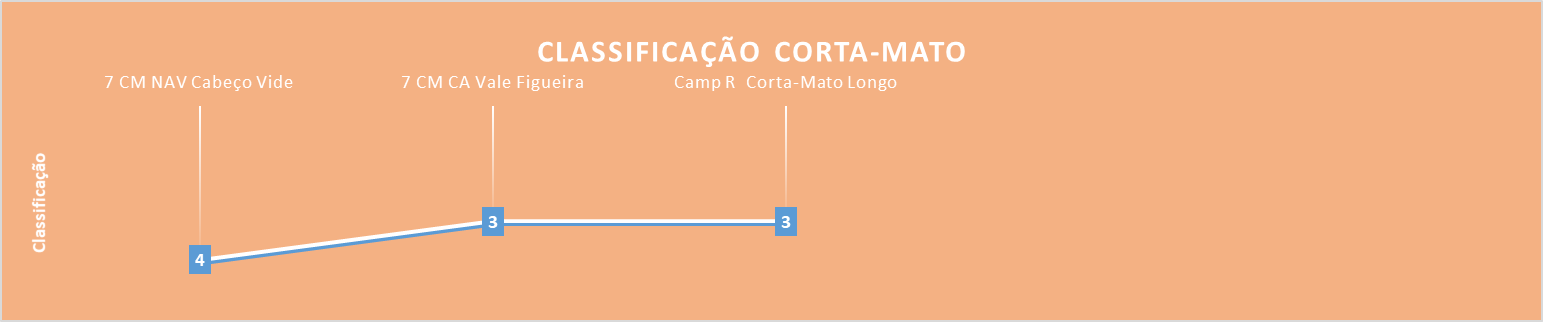 CLASSIFICAÇÃO CORTA-MATO
7 CM NAV Cabeço Vide
7 CM CA Vale Figueira
Camp R Corta-Mato Longo
Classificação
4
3
3